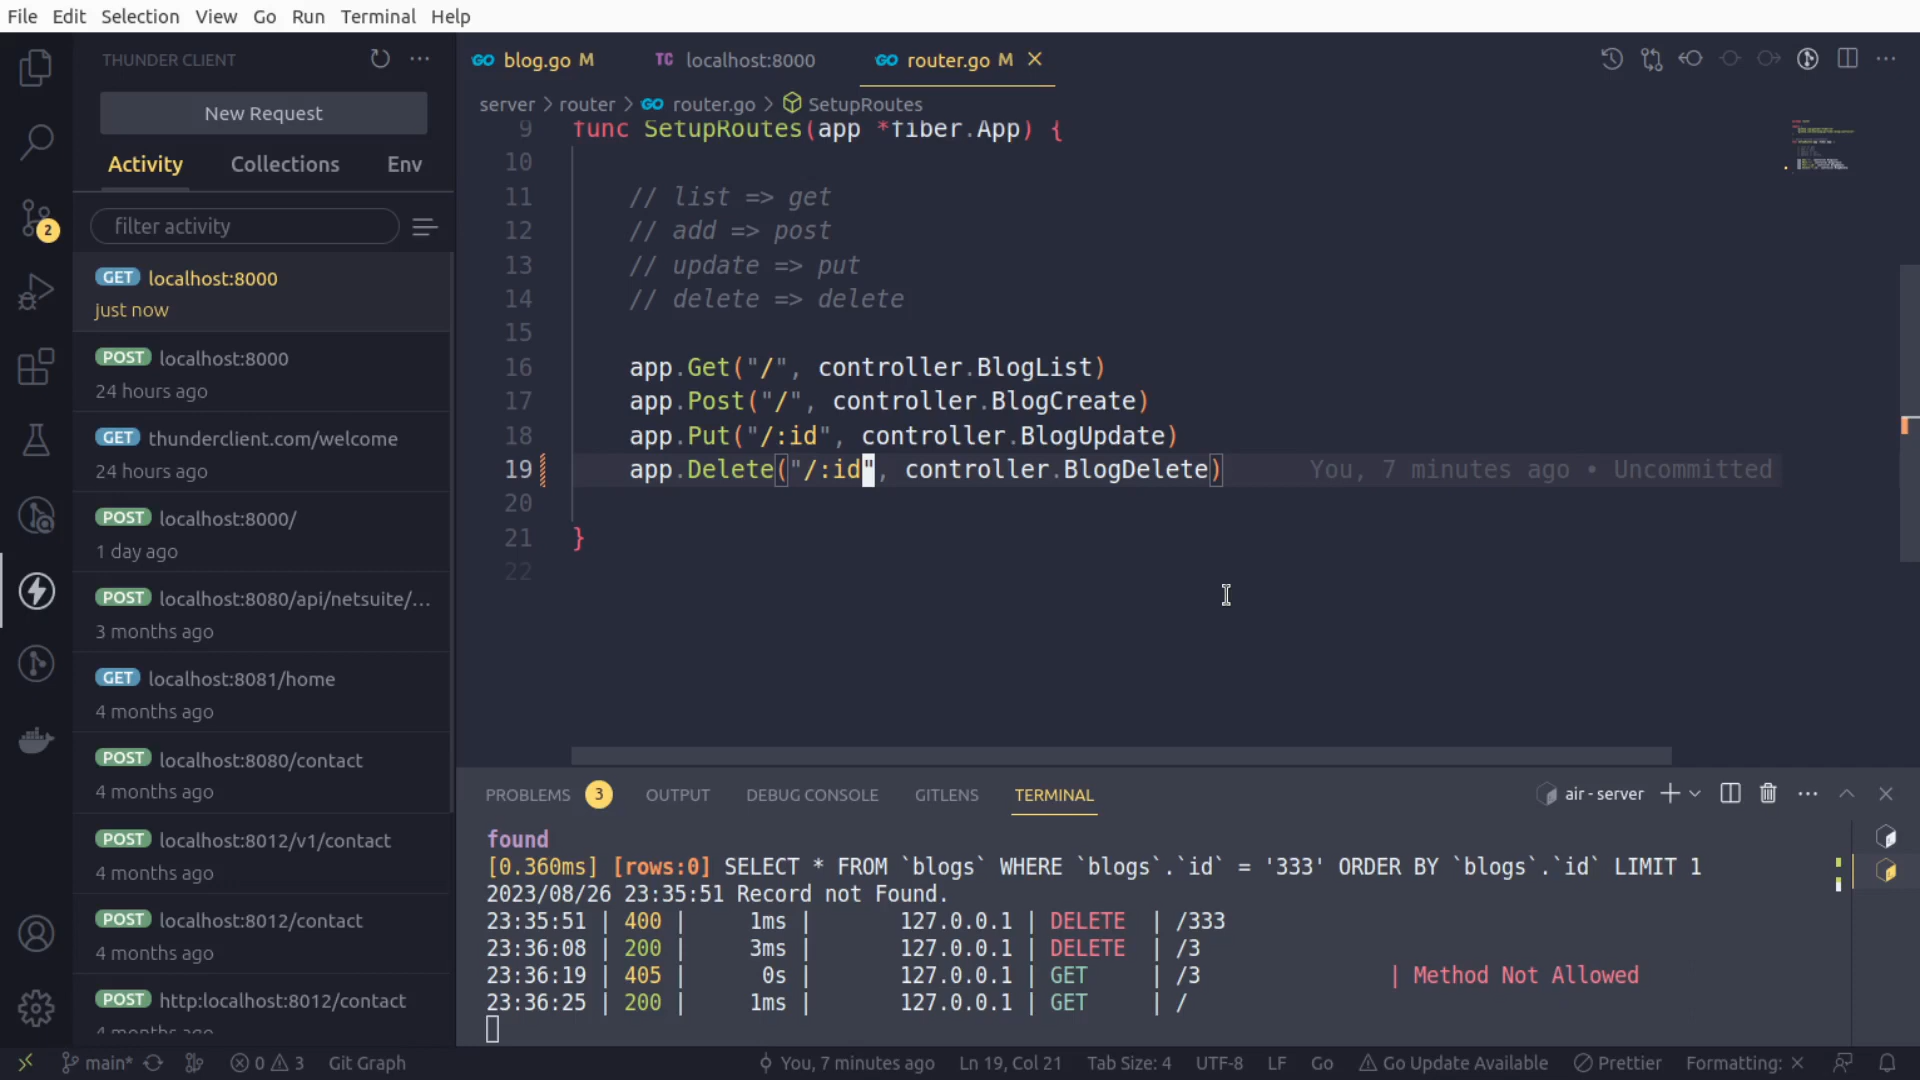 File Edit Selection View Go Run Terminal Help
THUNDER CLIENT
New Request
Activity Collections Env
filter activity
2
GET localhost:8000
just now
POST localhost:8000
24 hours ago
GET thunderclient.com/welcome
24 hours ago
POST localhost:8000/
1 day ago
POST localhost:8080/api/netsuite/...
3 months ago
GET localhost:8081/home
4 months ago
POST localhost:8080/contact
4 months ago
POST localhost:8012/v1/contact
4 months ago
POST localhost:8012/contact
4 months ago
POST http:localhost:8012/contact
4 months ago
GO blog.go M TC localhost:8000 GO router.go M
server > router > GO router.go > SetupRoutes
9 func SetupRoutes(app *fiber.App) {
10
11 // list => get
12 // add => post
13 // update => put
14 // delete => delete
15
16 app.Get("/", controller.BlogList)
17 app.Post("/", controller.BlogCreate)
18 app.Put("/:id", controller.BlogUpdate)
19 app.Delete("/:id", controller.BlogDelete) You, 7 minutes ago • Uncommitted
20
21 }
22
PROBLEMS 3 OUTPUT DEBUG CONSOLE GITLENS TERMINAL air - server
found
[0.360ms] [rows:0] SELECT * FROM `blogs` WHERE `blogs`.`id` = '333' ORDER BY `blogs`.`id` LIMIT 1
2023/08/26 23:35:51 Record not Found.
23:35:51 | 400 | 1ms | 127.0.0.1 | DELETE | /333
23:36:08 | 200 | 3ms | 127.0.0.1 | DELETE | /3
23:36:19 | 405 | 0s | 127.0.0.1 | GET | /3 | Method Not Allowed
23:36:25 | 200 | 1ms | 127.0.0.1 | GET | /
main* 0 3 Git Graph You, 7 minutes ago Ln 19, Col 21 Tab Size: 4 UTF-8 LF Go Go Update Available Prettier Formatting: ×